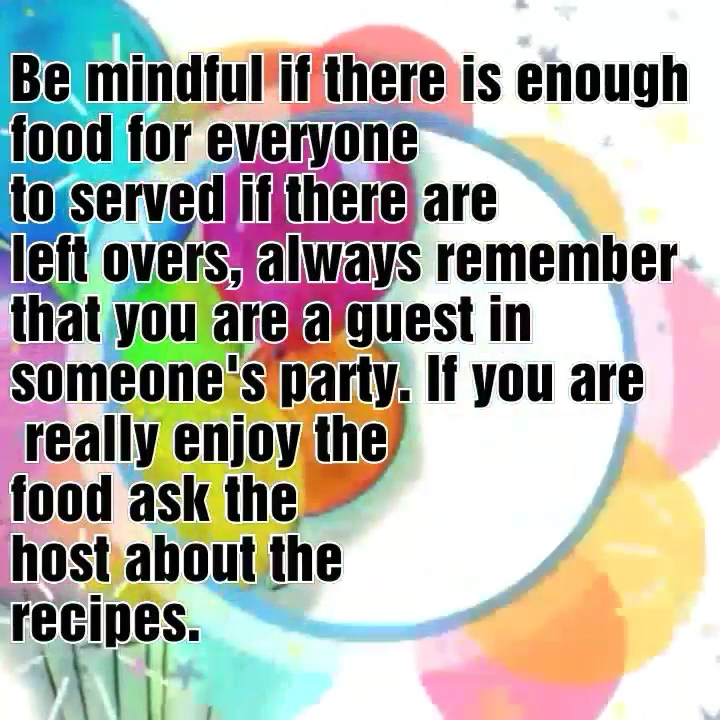 Be mindful if there is enough
food for everyone
to served if there are
left overs, always remember
that you are a guest in
someone's party. If you are
really enjoy the
food ask the
host about the
recipes.